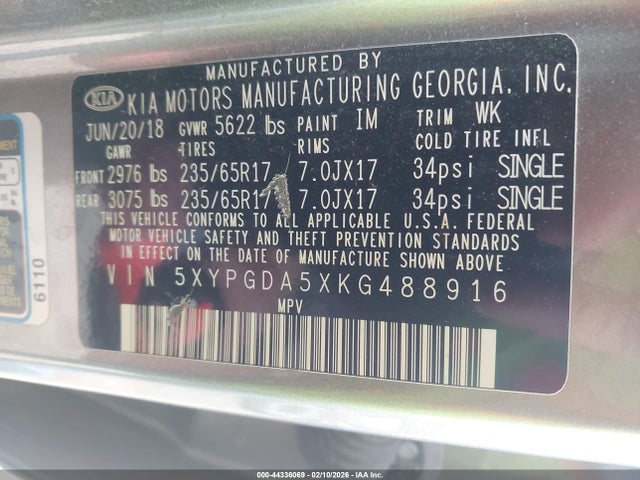 MANUFACTURED BY
KIA KIA MOTORS MANUFACTURING GEORGIA, INC.
JUN/20/18 GVWR 5622 lbs PAINT IM TRIM WK
GAWR TIRES RIMS COLD TIRE INFL
FRONT 2976 lbs 235/65R17 7.0JX17 34psi SINGLE
REAR 3075 lbs 235/65R17 7.0JX17 34psi SINGLE
THIS VEHICLE CONFORMS TO ALL APPLICABLE U.S.A. FEDERAL
MOTOR VEHICLE SAFETY AND THEFT PREVENTION STANDARDS
IN EFFECT ON THE DATE OF MANUFACTURE SHOWN ABOVE.
VIN 5XYPGDA5XKG488916
MPV
6110
000-44336069 - 02/10/2026 - IAA Inc.